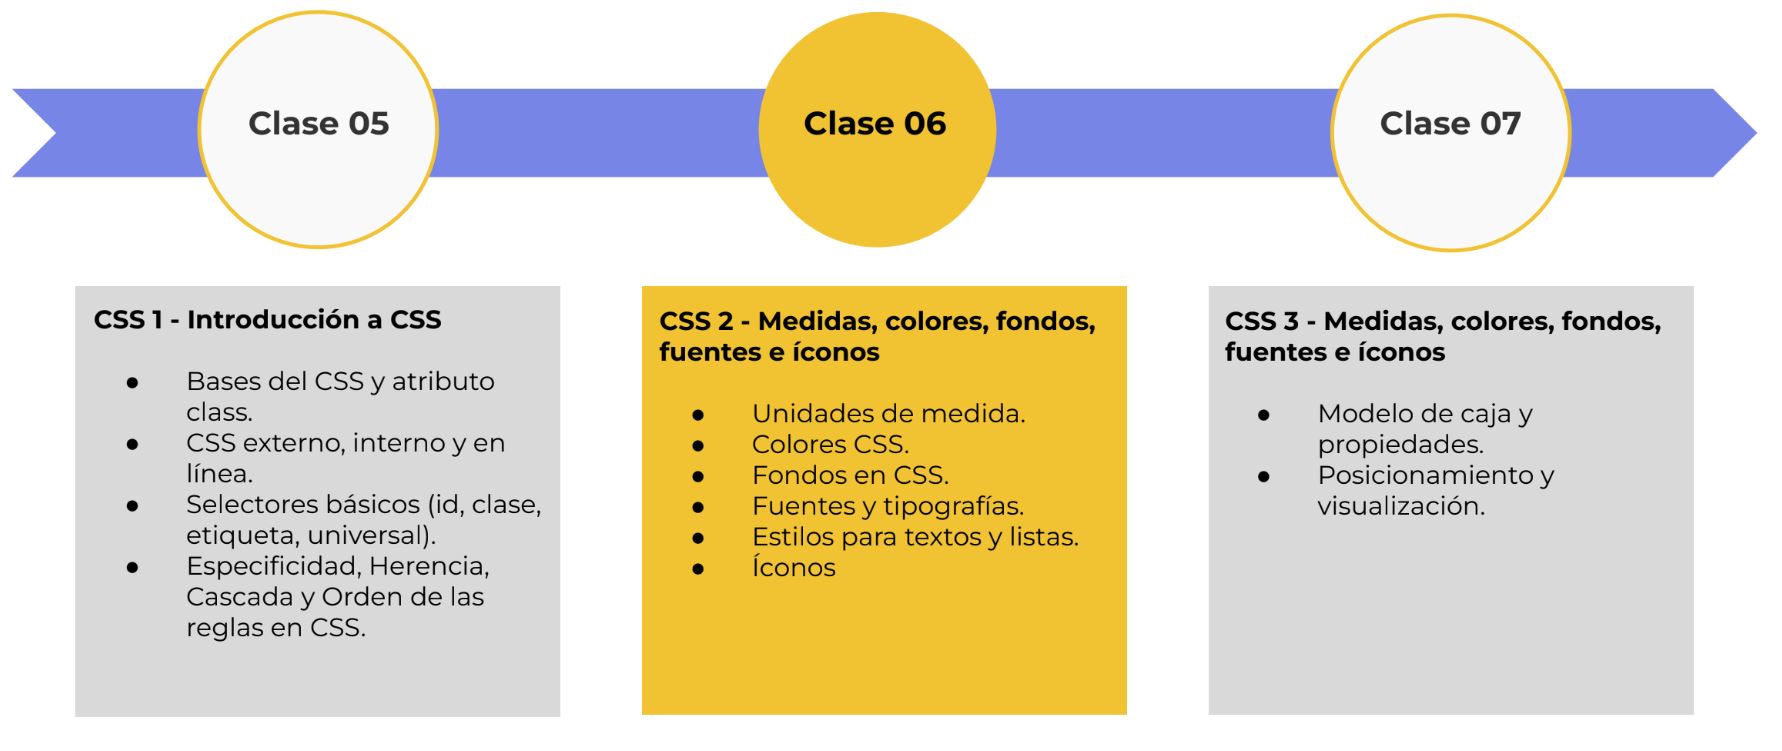 Clase 05
Clase 06
Clase 07
CSS 1 - Introducción a CSS
● Bases del CSS y atributo
class.
● CSS externo, interno y en
línea.
● Selectores básicos (id, clase,
etiqueta, universal).
● Especificidad, Herencia,
Cascada y Orden de las
reglas en CSS.
CSS 2 - Medidas, colores, fondos,
fuentes e íconos
● Unidades de medida.
● Colores CSS.
● Fondos en CSS.
● Fuentes y tipografías.
● Estilos para textos y listas.
● Íconos
CSS 3 - Medidas, colores, fondos,
fuentes e íconos
● Modelo de caja y
propiedades.
● Posicionamiento y
visualización.